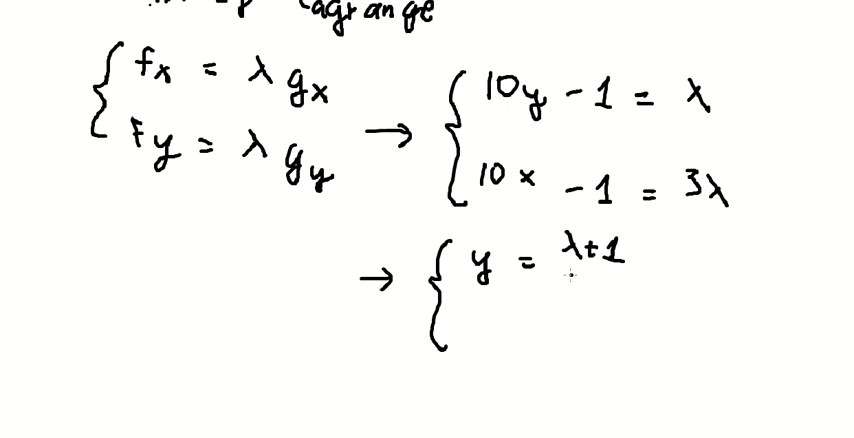 Lagrange
{ fx = λ gx
Fy = λ gy → { 10y - 1 = λ
10x - 1 = 3λ
→ { y = λ+1